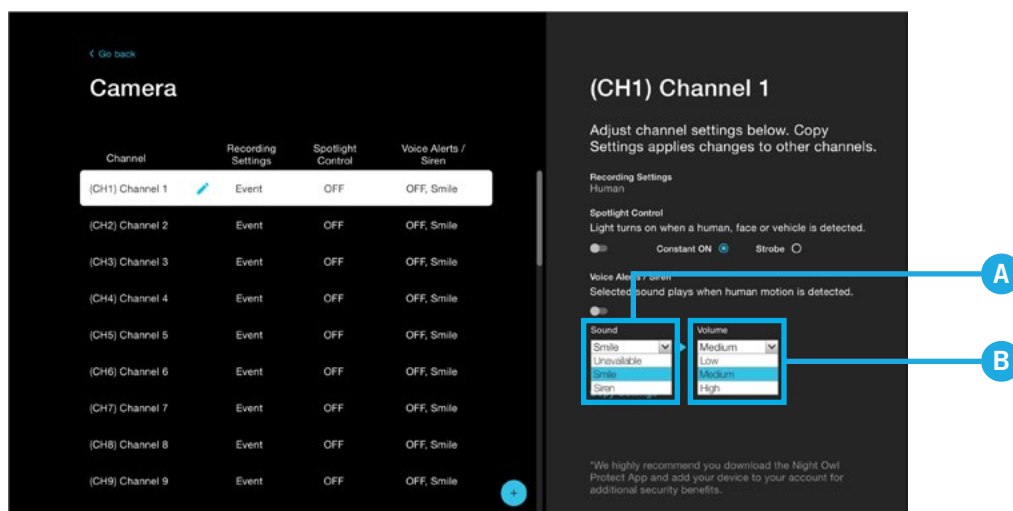 Go back
Camera
Channel Recording Settings Spotlight Control Voice Alerts / Siren
(CH1) Channel 1 Event OFF OFF, Smile
(CH2) Channel 2 Event OFF OFF, Smile
(CH3) Channel 3 Event OFF OFF, Smile
(CH4) Channel 4 Event OFF OFF, Smile
(CH5) Channel 5 Event OFF OFF, Smile
(CH6) Channel 6 Event OFF OFF, Smile
(CH7) Channel 7 Event OFF OFF, Smile
(CH8) Channel 8 Event OFF OFF, Smile
(CH9) Channel 9 Event OFF OFF, Smile
+
(CH1) Channel 1
Adjust channel settings below. Copy
Settings applies changes to other channels.
Recording Settings
Human
Spotlight Control
Light turns on when a human, face or vehicle is detected.
Constant ON Strobe
Voice Alerts / Siren
Selected sound plays when human motion is detected.
Sound Volume
Smile Medium
Unavailable Low
Smile Medium
Siren High
*We highly recommend you download the Night Owl
Protect App and add your device to your account for
additional security benefits.
A
B